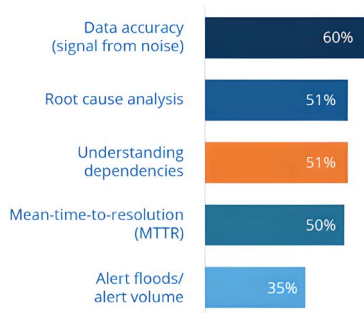 Data accuracy
(signal from noise)
60%
Root cause analysis
51%
Understanding
dependencies
51%
Mean-time-to-resolution
(MTTR)
50%
Alert floods/
alert volume
35%